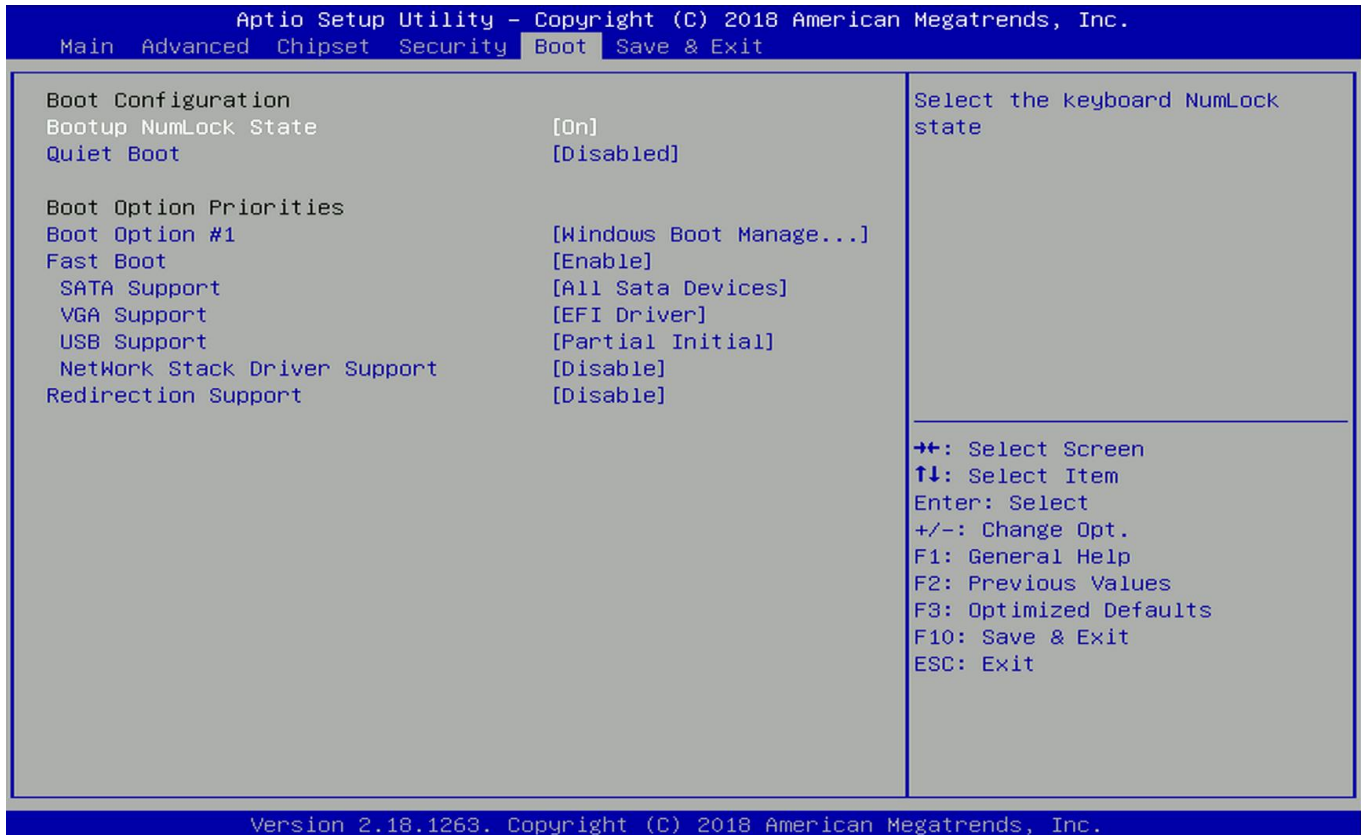 Aptio Setup Utility – Copyright (C) 2018 American Megatrends, Inc.
Main Advanced Chipset Security Boot Save & Exit
Boot Configuration
Bootup NumLock State [On]
Quiet Boot [Disabled]
Boot Option Priorities
Boot Option #1 [Windows Boot Manage...]
Fast Boot [Enable]
SATA Support [All Sata Devices]
VGA Support [EFI Driver]
USB Support [Partial Initial]
NetWork Stack Driver Support [Disable]
Redirection Support [Disable]
Select the keyboard NumLock
state
→←: Select Screen
↑↓: Select Item
Enter: Select
+/-: Change Opt.
F1: General Help
F2: Previous Values
F3: Optimized Defaults
F10: Save & Exit
ESC: Exit
Version 2.18.1263. Copyright (C) 2018 American Megatrends, Inc.